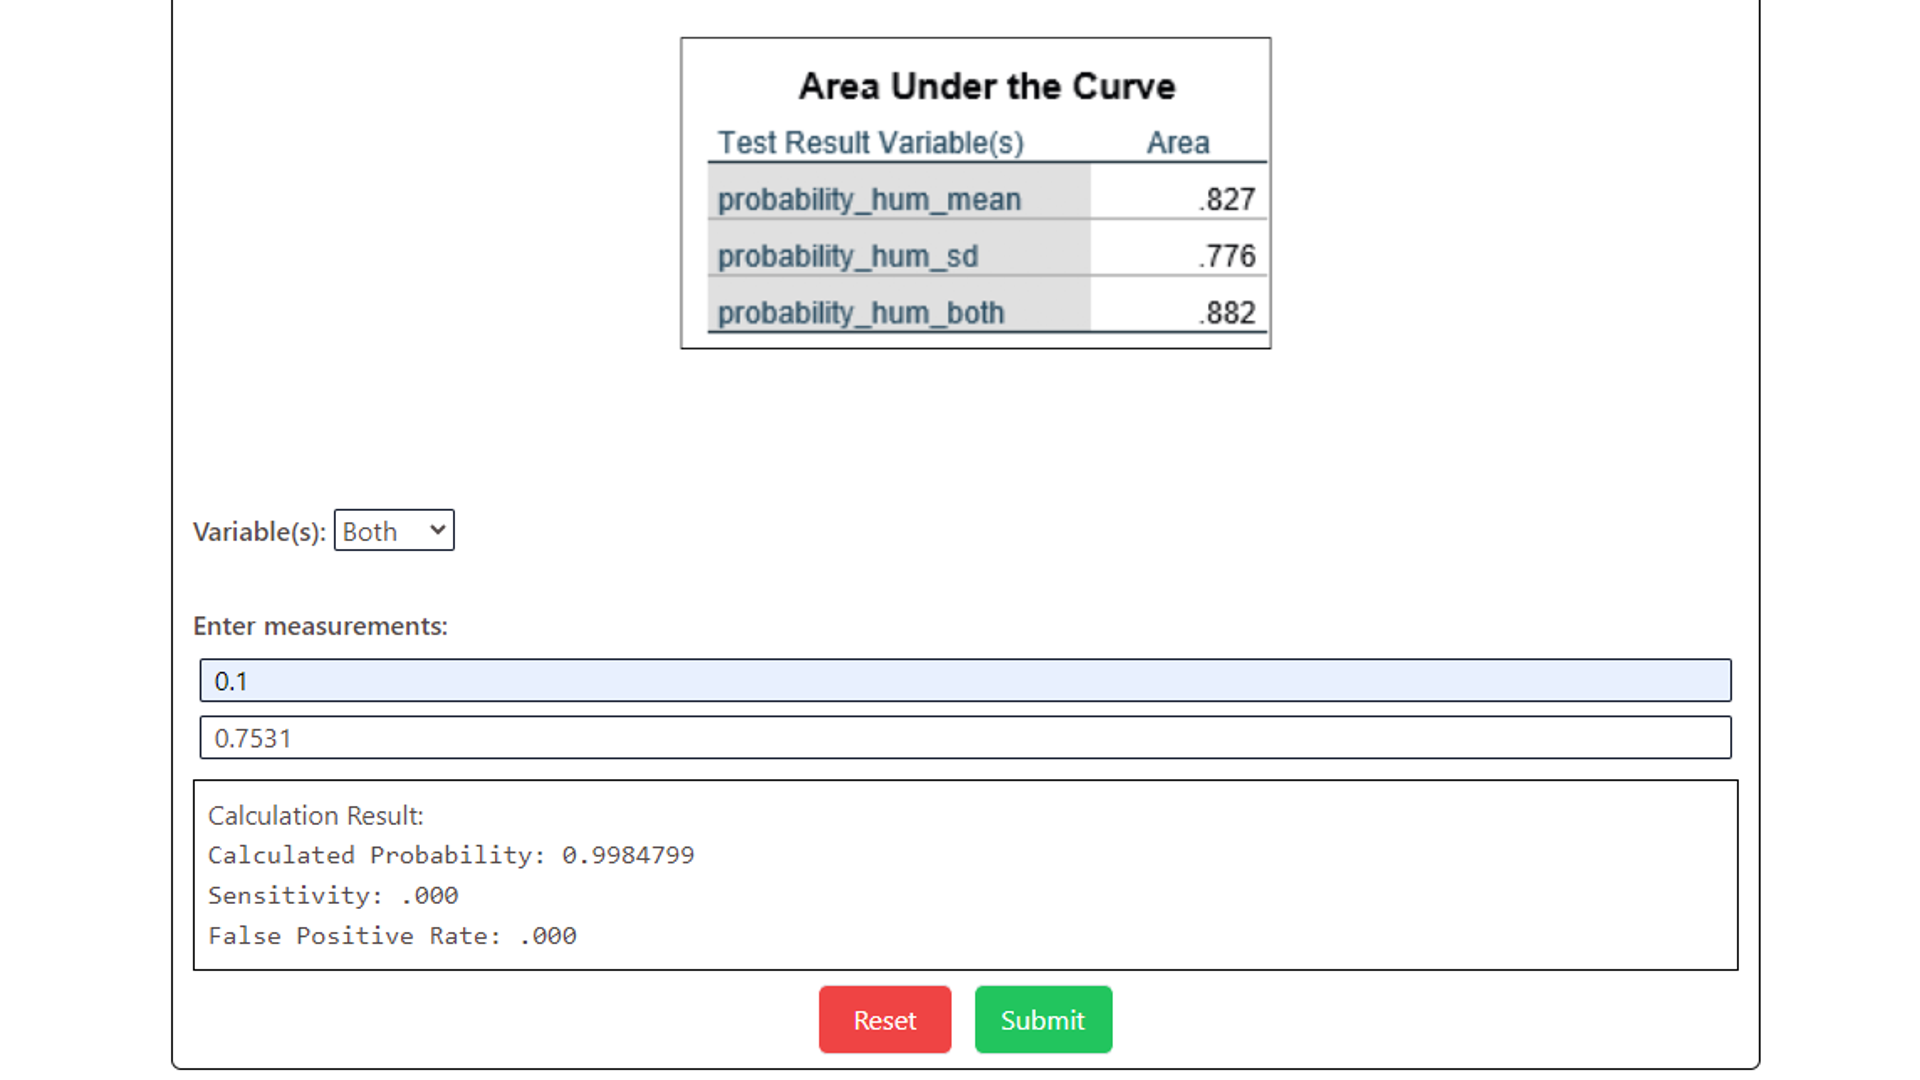 Area Under the Curve
Test Result Variable(s) Area
probability_hum_mean .827
probability_hum_sd .776
probability_hum_both .882
Variable(s): Both
Enter measurements:
0.1
0.7531
Calculation Result:
Calculated Probability: 0.9984799
Sensitivity: .000
False Positive Rate: .000
Reset Submit